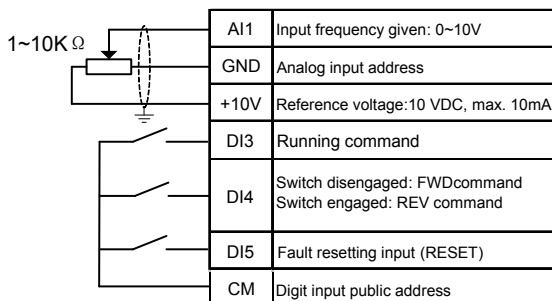 1~10K Ω
AI1 Input frequency given: 0~10V
GND Analog input address
+10V Reference voltage:10 VDC, max. 10mA
DI3 Running command
DI4 Switch disengaged: FWDcommand
Switch engaged: REV command
DI5 Fault resetting input (RESET)
CM Digit input public address